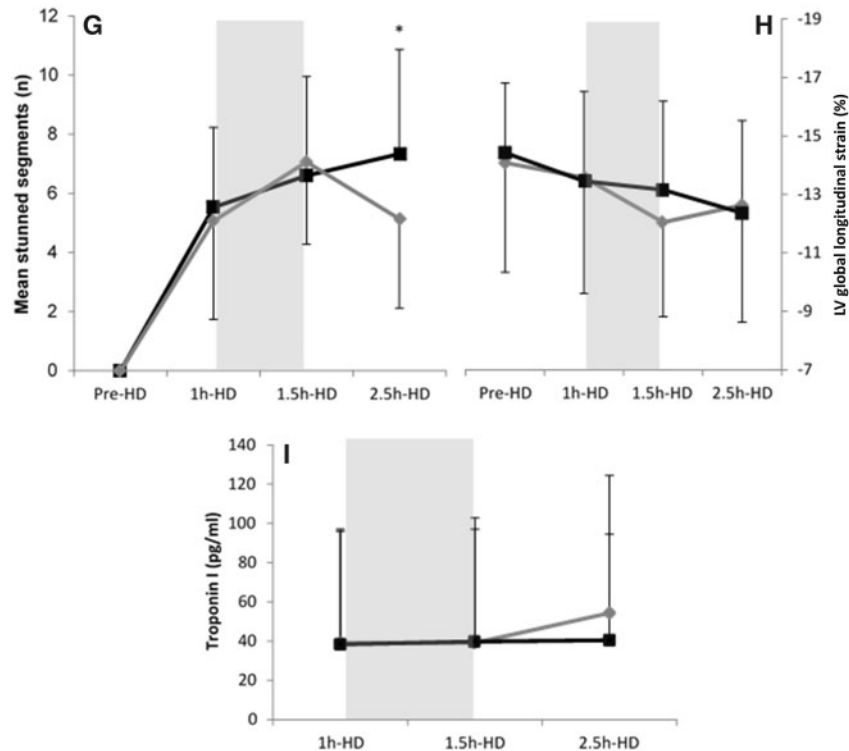 G
*
Mean stunned segments (n)
12
10
8
6
4
2
0
Pre-HD 1h-HD 1.5h-HD 2.5h-HD
H
LV global longitudinal strain (%)
-19
-17
-15
-13
-11
-9
-7
Pre-HD 1h-HD 1.5h-HD 2.5h-HD
I
Troponin I (pg/ml)
140
120
100
80
60
40
20
0
1h-HD 1.5h-HD 2.5h-HD